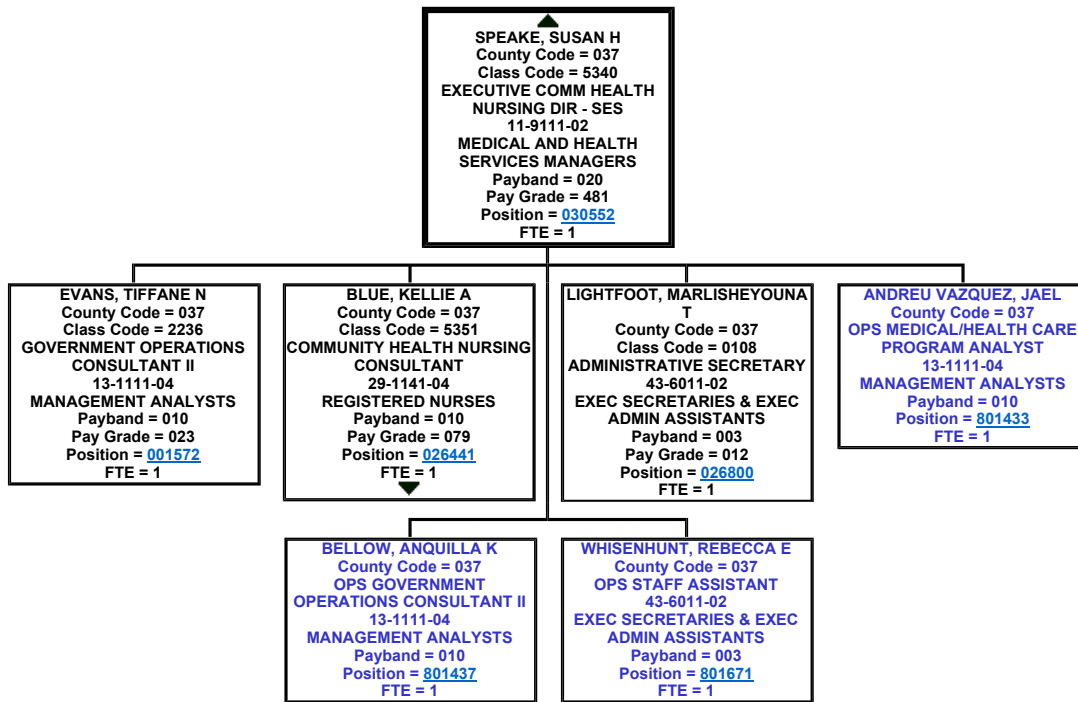 SPEAKE, SUSAN H
County Code = 037
Class Code = 5340
EXECUTIVE COMM HEALTH
NURSING DIR - SES
11-9111-02
MEDICAL AND HEALTH
SERVICES MANAGERS
Payband = 020
Pay Grade = 481
Position = 030552
FTE = 1
EVANS, TIFFANE N
County Code = 037
Class Code = 2236
GOVERNMENT OPERATIONS
CONSULTANT II
13-1111-04
MANAGEMENT ANALYSTS
Payband = 010
Pay Grade = 023
Position = 001572
FTE = 1
BLUE, KELLIE A
County Code = 037
Class Code = 5351
COMMUNITY HEALTH NURSING
CONSULTANT
29-1141-04
REGISTERED NURSES
Payband = 010
Pay Grade = 079
Position = 026441
FTE = 1
LIGHTFOOT, MARLISHEYOUNA
T
County Code = 037
Class Code = 0108
ADMINISTRATIVE SECRETARY
43-6011-02
EXEC SECRETARIES & EXEC
ADMIN ASSISTANTS
Payband = 003
Pay Grade = 012
Position = 026800
FTE = 1
ANDREU VAZQUEZ, JAEL
County Code = 037
OPS MEDICAL/HEALTH CARE
PROGRAM ANALYST
13-1111-04
MANAGEMENT ANALYSTS
Payband = 010
Position = 801433
FTE = 1
BELLOW, ANQUILLA K
County Code = 037
OPS GOVERNMENT
OPERATIONS CONSULTANT II
13-1111-04
MANAGEMENT ANALYSTS
Payband = 010
Position = 801437
FTE = 1
WHISENHUNT, REBECCA E
County Code = 037
OPS STAFF ASSISTANT
43-6011-02
EXEC SECRETARIES & EXEC
ADMIN ASSISTANTS
Payband = 003
Position = 801671
FTE = 1